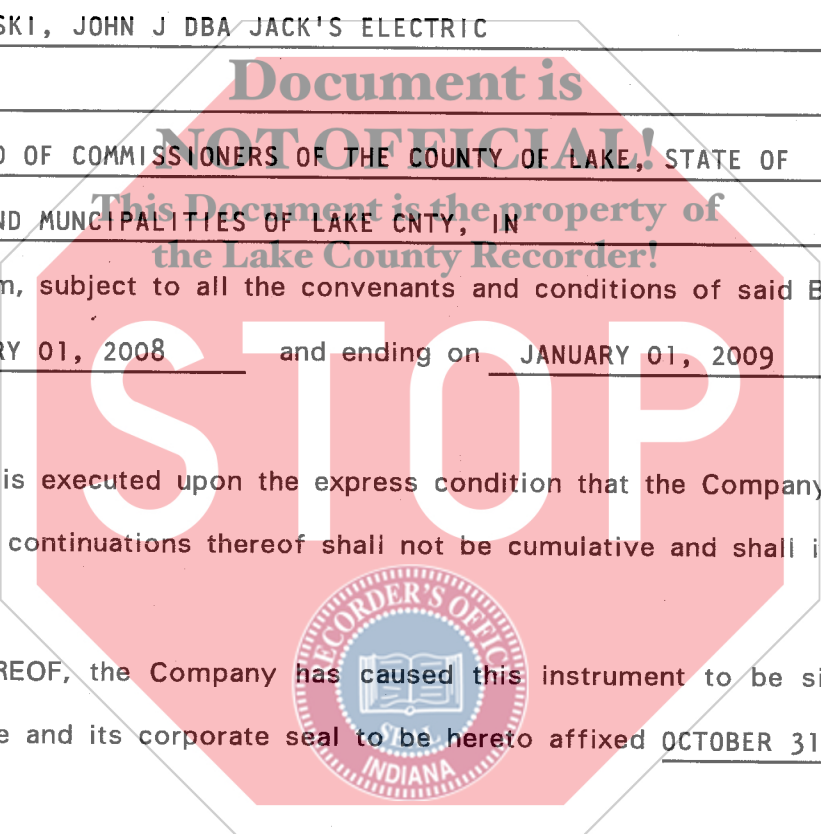 SKI, JOHN J DBA JACK'S ELECTRIC
Document is
NOT OFFICIAL!
O OF COMMISSIONERS OF THE COUNTY OF LAKE, STATE OF
This Document is the property of
ND MUNCIPALITIES OF LAKE CNTY, IN
the Lake County Recorder!
m, subject to all the convenants and conditions of said B
RY 01, 2008 and ending on JANUARY 01, 2009
STOP
is executed upon the express condition that the Company
continuations thereof shall not be cumulative and shall i
RECORDER'S OFFICE
REOF, the Company has caused this instrument to be si
e and its corporate seal to be hereto affixed OCTOBER 31
SEAL
INDIANA